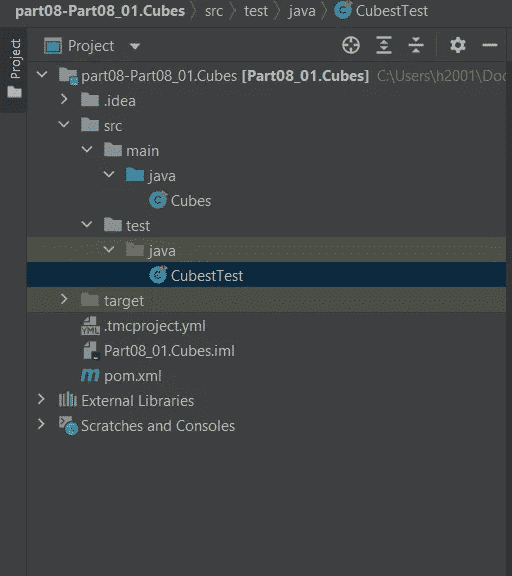 part08-Part08_01.Cubes > src > test > java > CubestTest
Project
Project
part08-Part08_01.Cubes [Part08_01.Cubes] C:\Users\h2001\Doc
.idea
src
main
java
Cubes
test
java
CubestTest
target
.tmcproject.yml
Part08_01.Cubes.iml
pom.xml
External Libraries
Scratches and Consoles